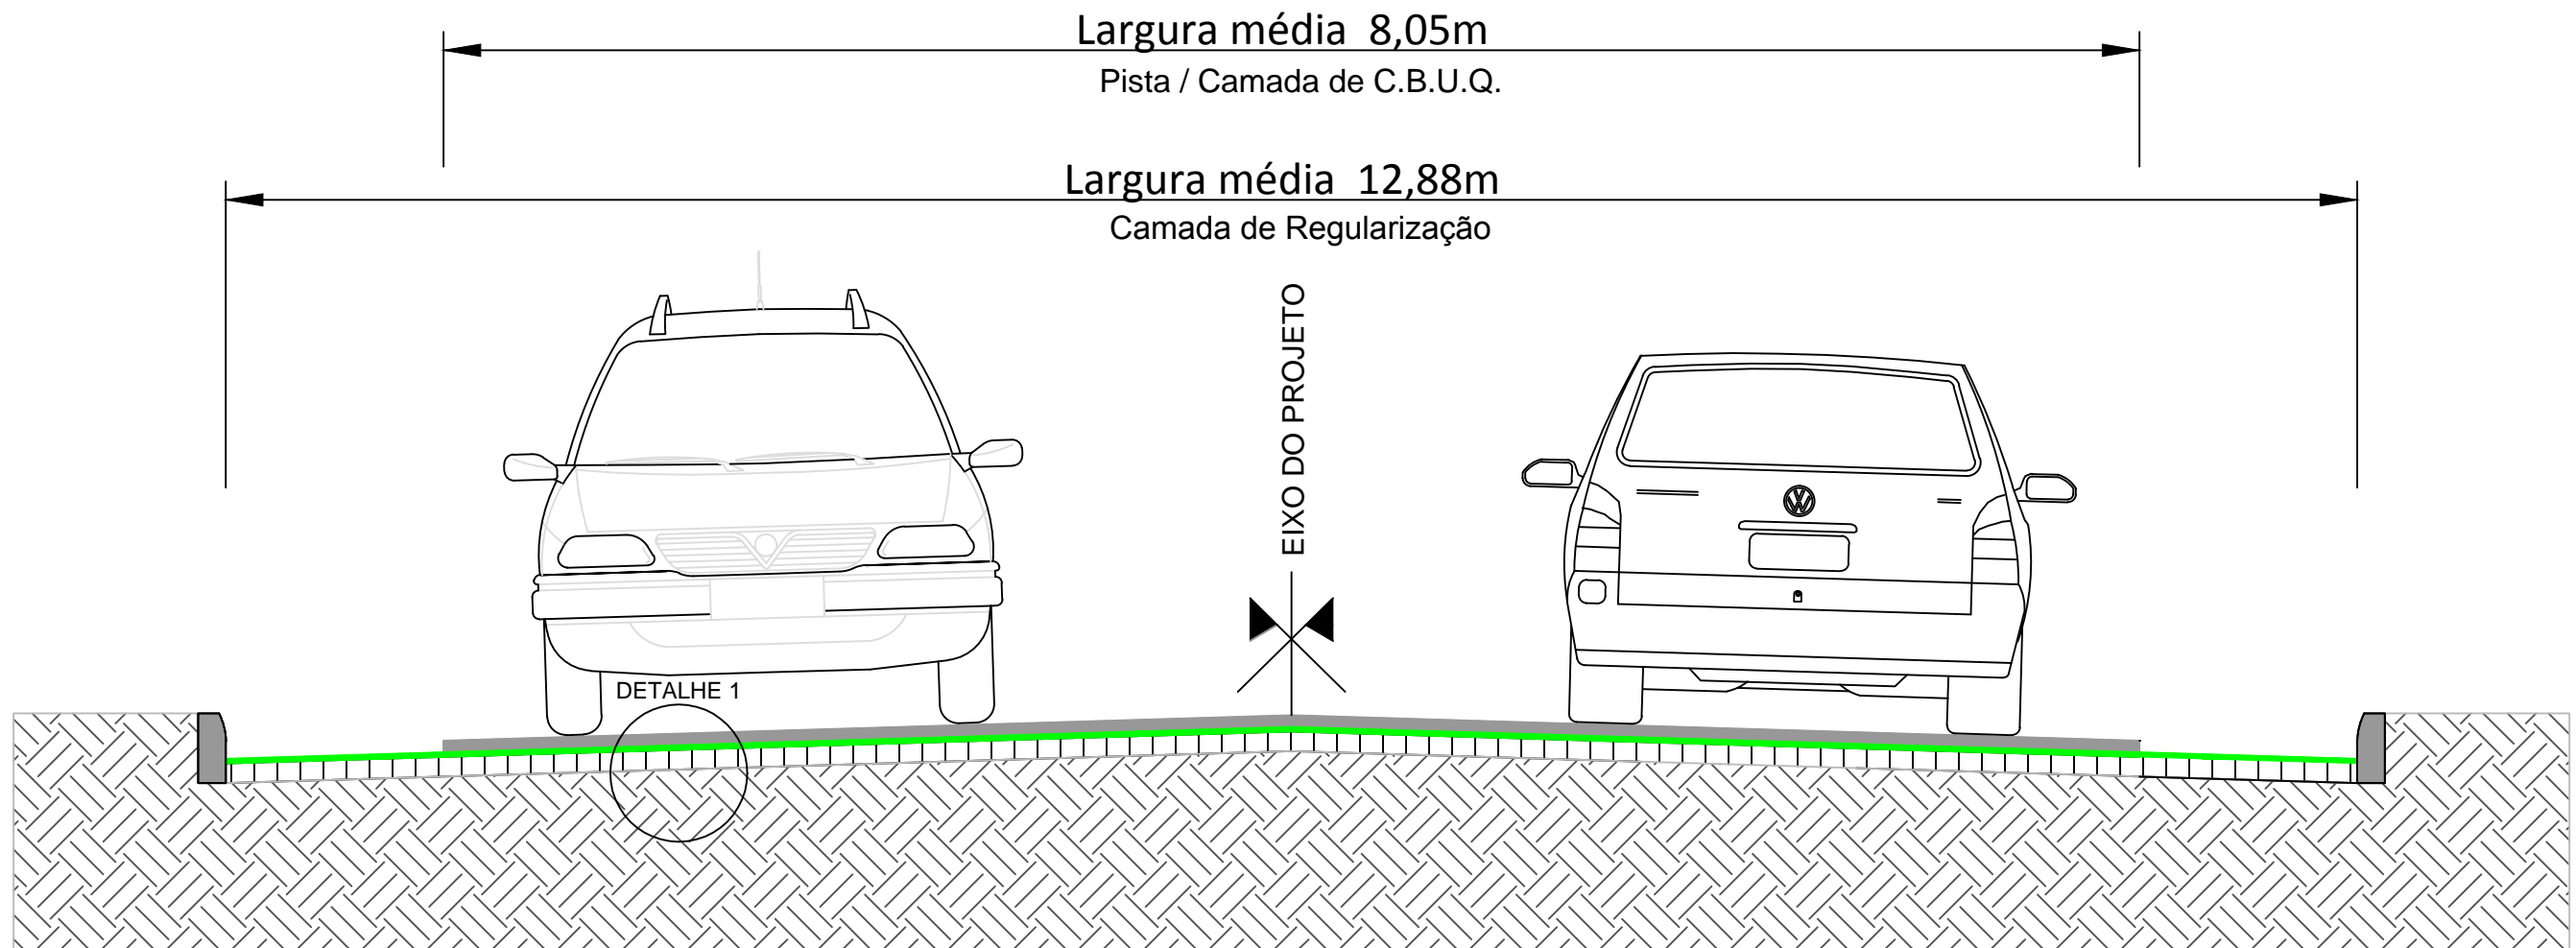 Largura média 8,05m
Pista / Camada de C.B.U.Q.
Largura média 12,88m
Camada de Regularização
EIXO DO PROJETO
DETALHE 1